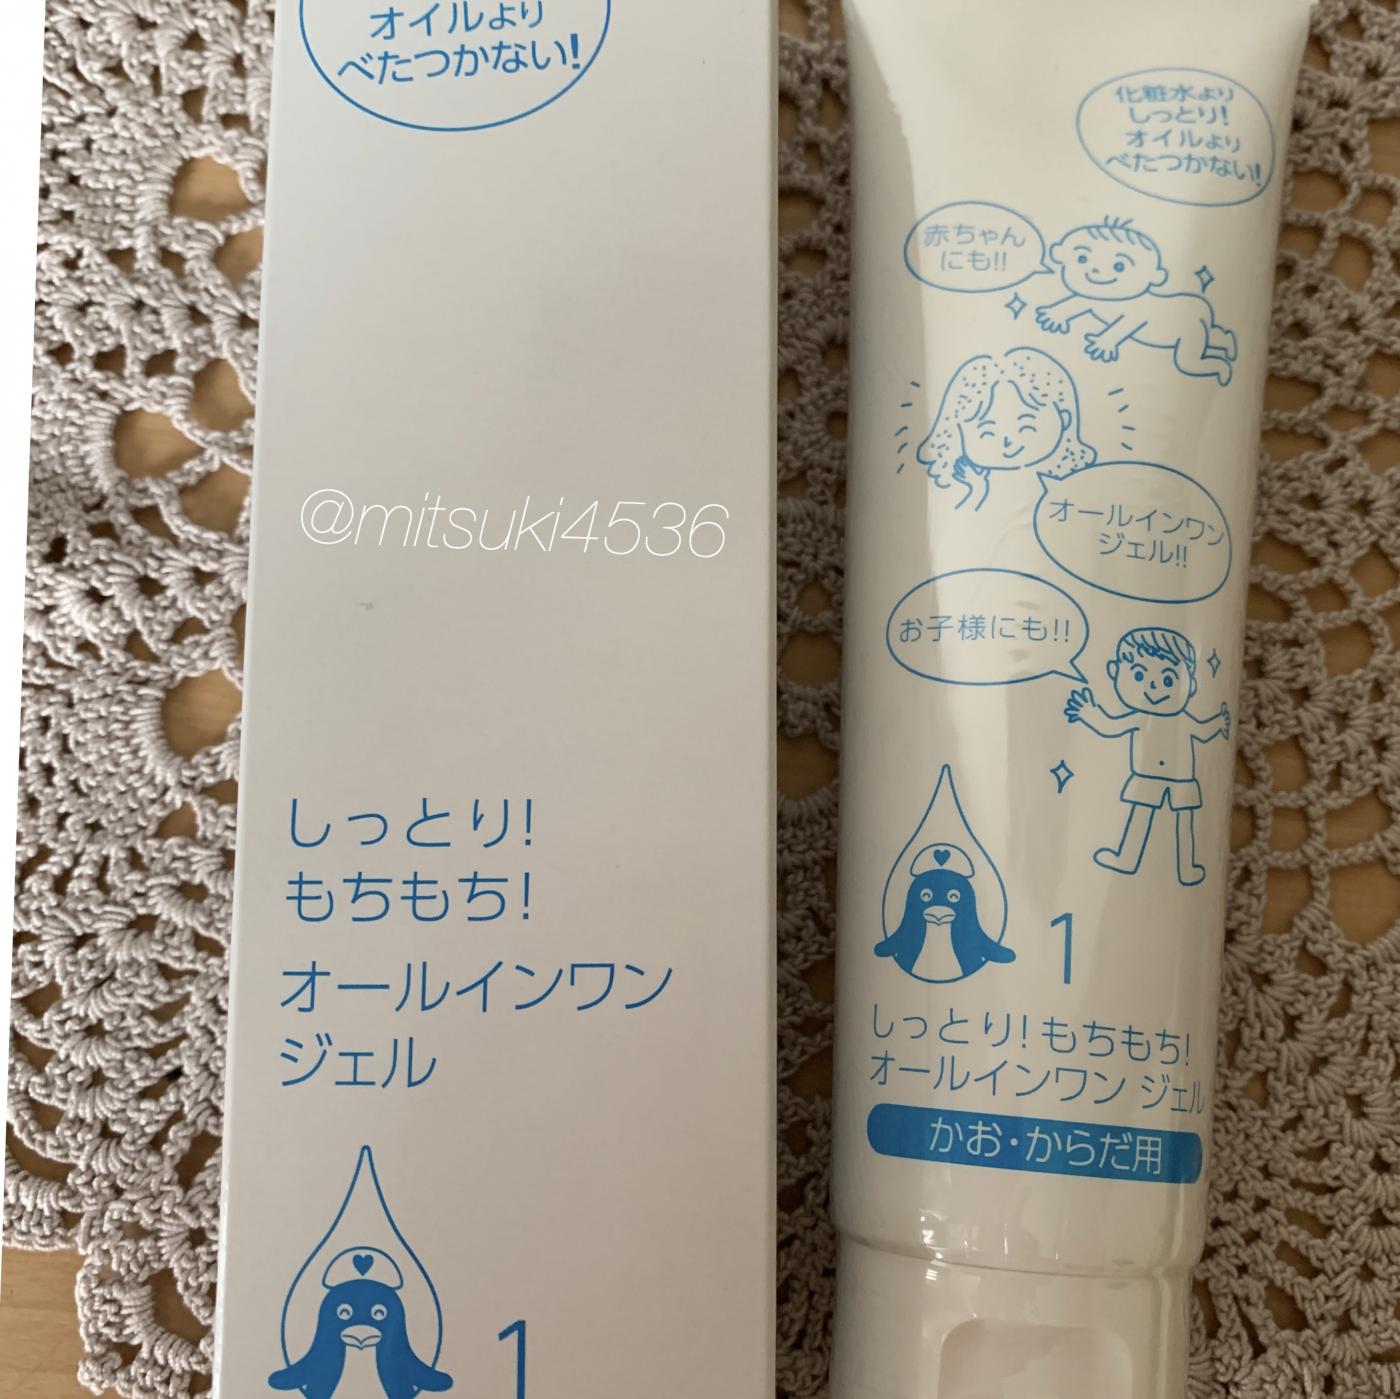 オイルより
べたつかない!
@mitsuki4536
しっとり!
もちもち!
オールインワン
ジェル
1
化粧水より
しっとり!
オイルより
べたつかない!
赤ちゃん
にも!!
オールインワン
ジェル!!
お子様にも!!
1
しっとり! もちもち!
オールインワン ジェル
かお・からだ用